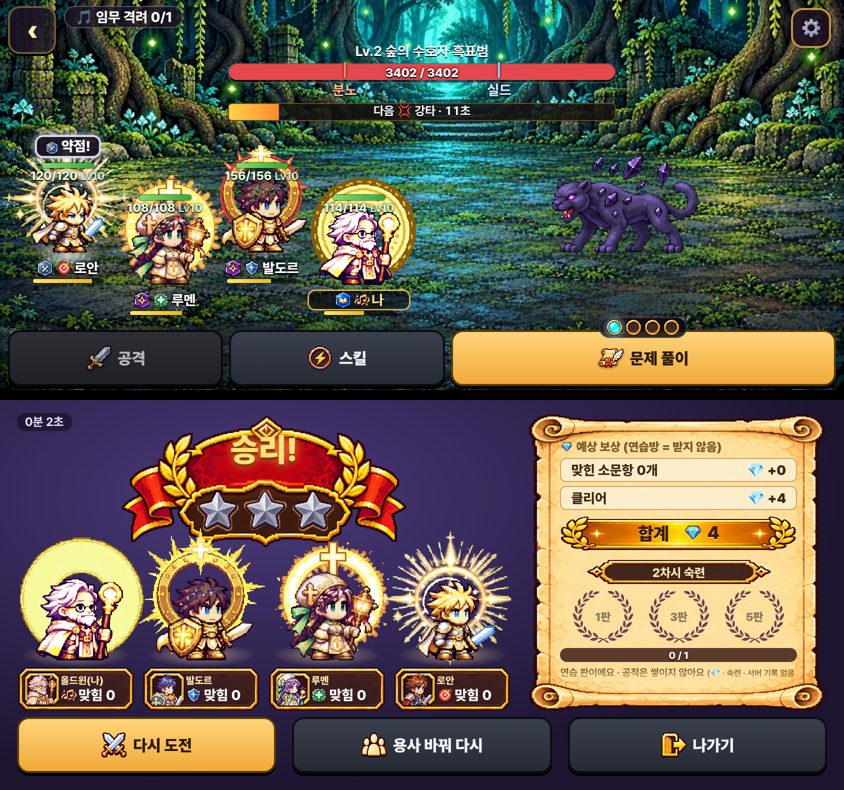 임무 격려 0/1
Lv.2 숲의 수호자 흑표범
3402 / 3402
분노
실드
다음 강타 · 11초
약점!
120/120 Lv10
108/108 Lv10
156/156 Lv10
114/114 Lv10
로안
루멘
발도르
나
공격
스킬
문제 풀이
0분 2초
승리!
예상 보상 (연습방 = 받지 않음)
맞힌 소문항 0개 +0
클리어 +4
합계 4
2차시 숙련
1판
3판
5판
0 / 1
연습 판이에요 · 공적은 쌓이지 않아요 ( · 숙련 · 서버 기록 없음
올드윈(나)
맞힘 0
발도르
맞힘 0
루멘
맞힘 0
로안
맞힘 0
다시 도전
용사 바꿔 다시
나가기